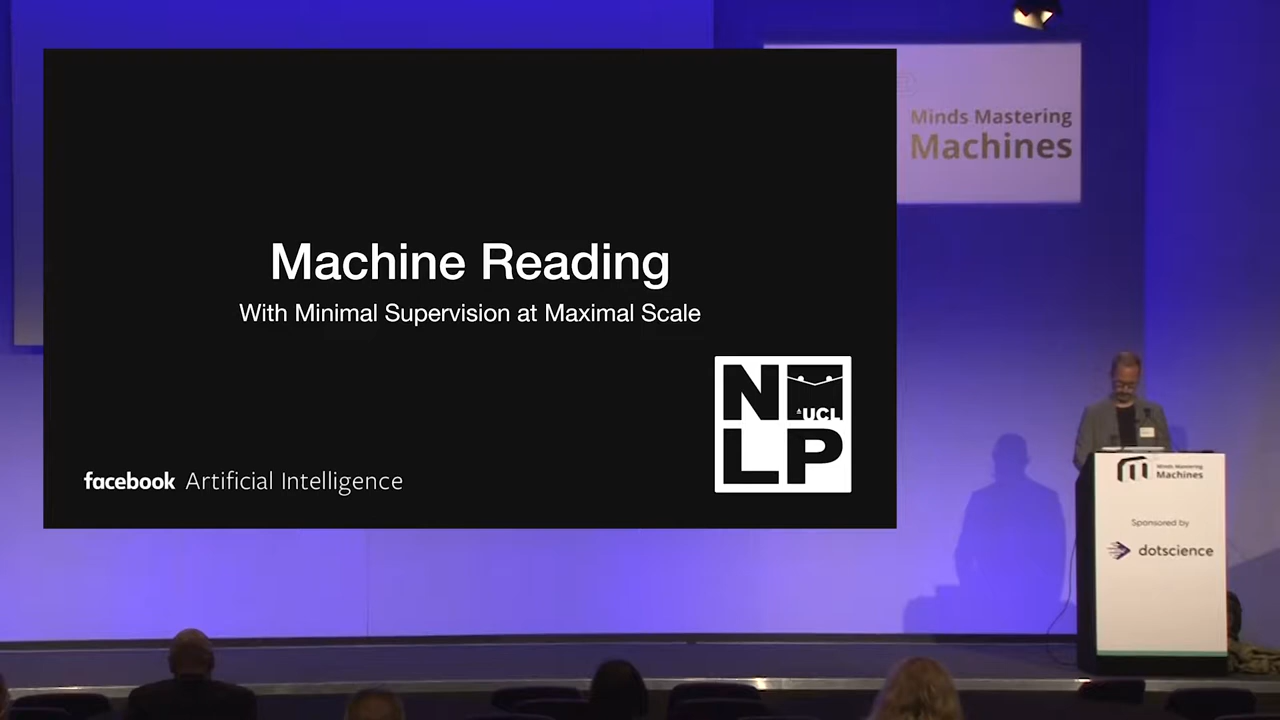 Machine Reading
With Minimal Supervision at Maximal Scale
facebook Artificial Intelligence
N
UCL
LP
Minds Mastering
Machines
Minds Mastering
Machines
Sponsored by
dotscience